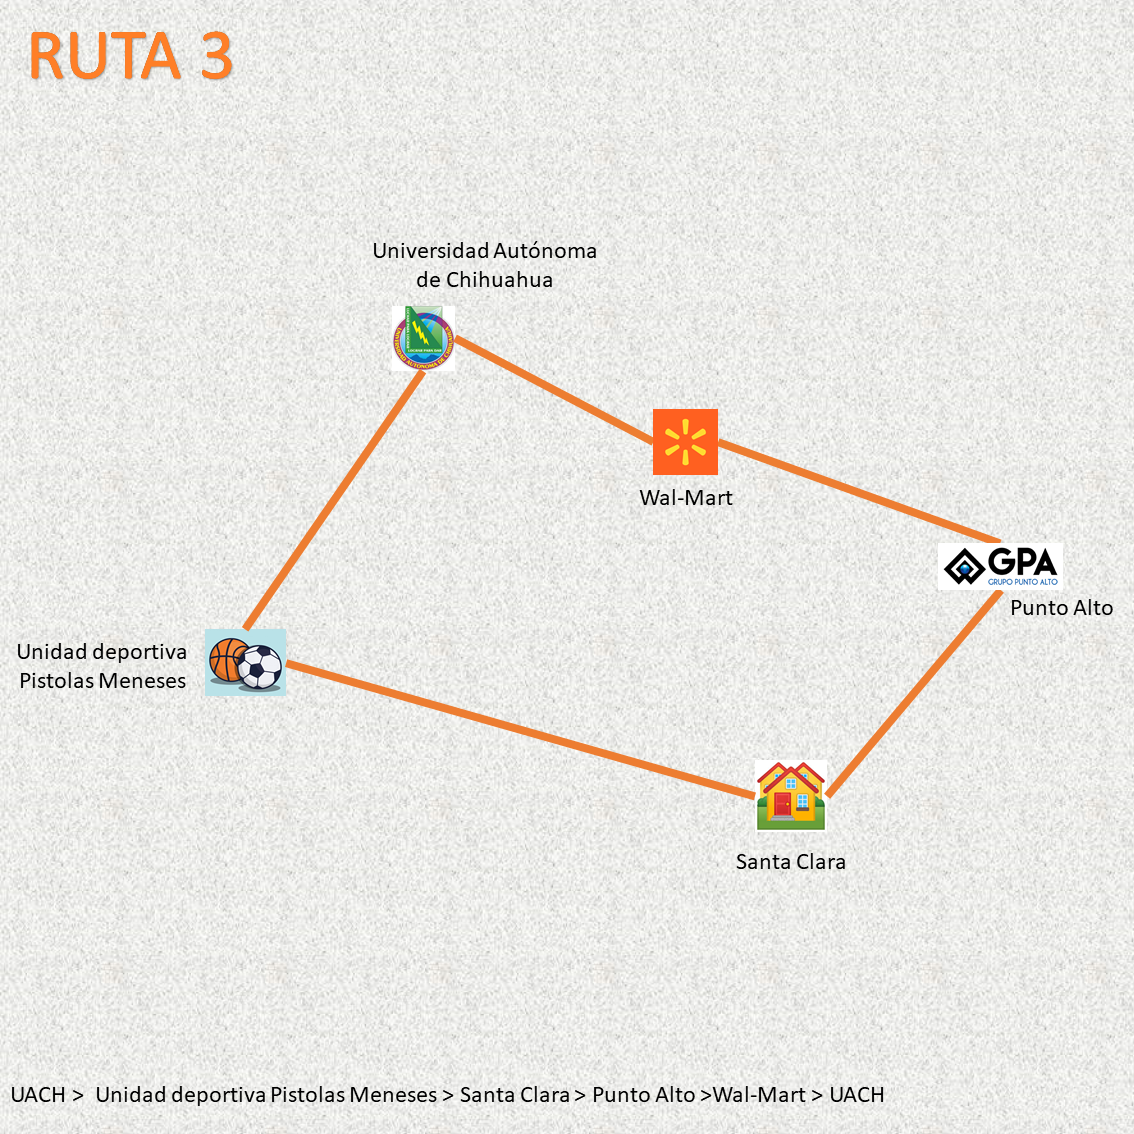 RUTA 3
Universidad Autónoma
de Chihuahua
Wal-Mart
GPA
GRUPO PUNTO ALTO
Punto Alto
Unidad deportiva
Pistolas Meneses
Santa Clara
UACH > Unidad deportiva Pistolas Meneses > Santa Clara > Punto Alto >Wal-Mart > UACH